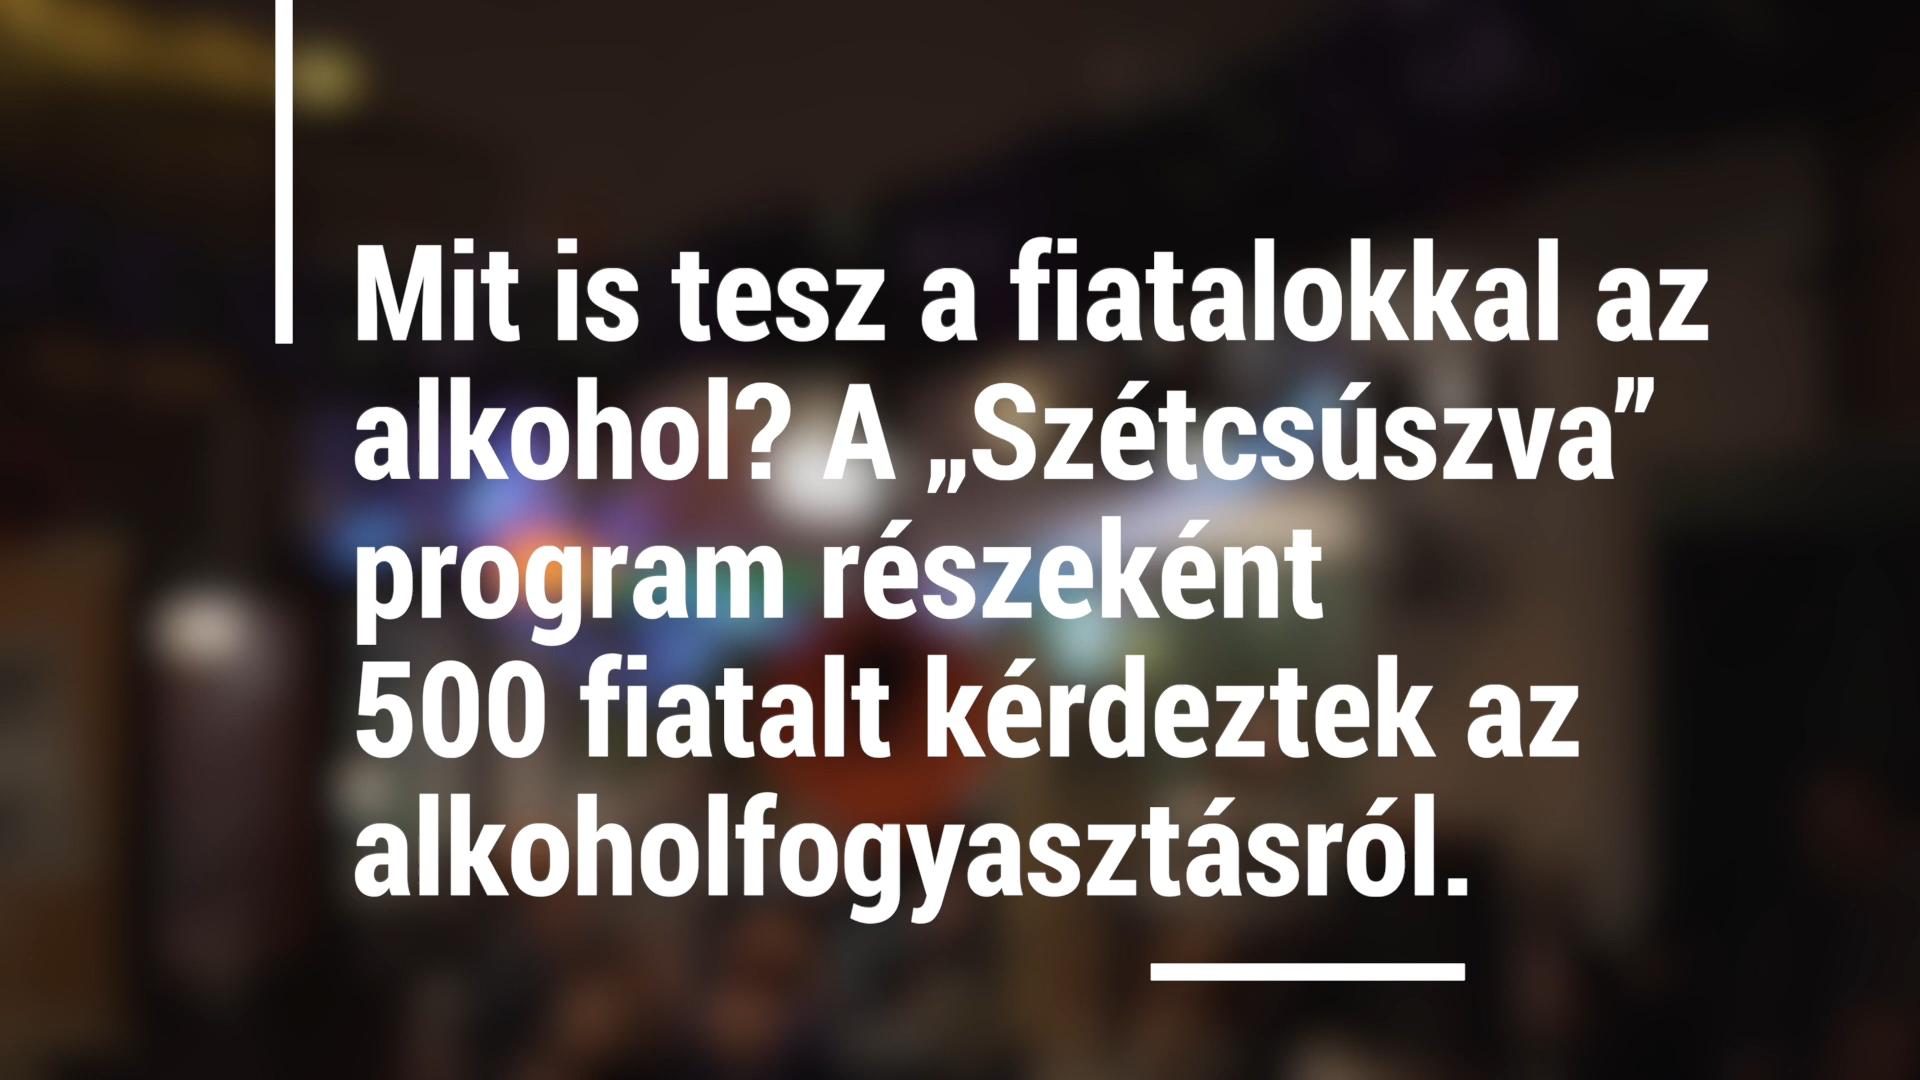 Mit is tesz a fiatalokkal az
alkohol? A „Szétcsúszva”
program részeként
500 fiatalt kérdeztek az
alkoholfogyasztásról.